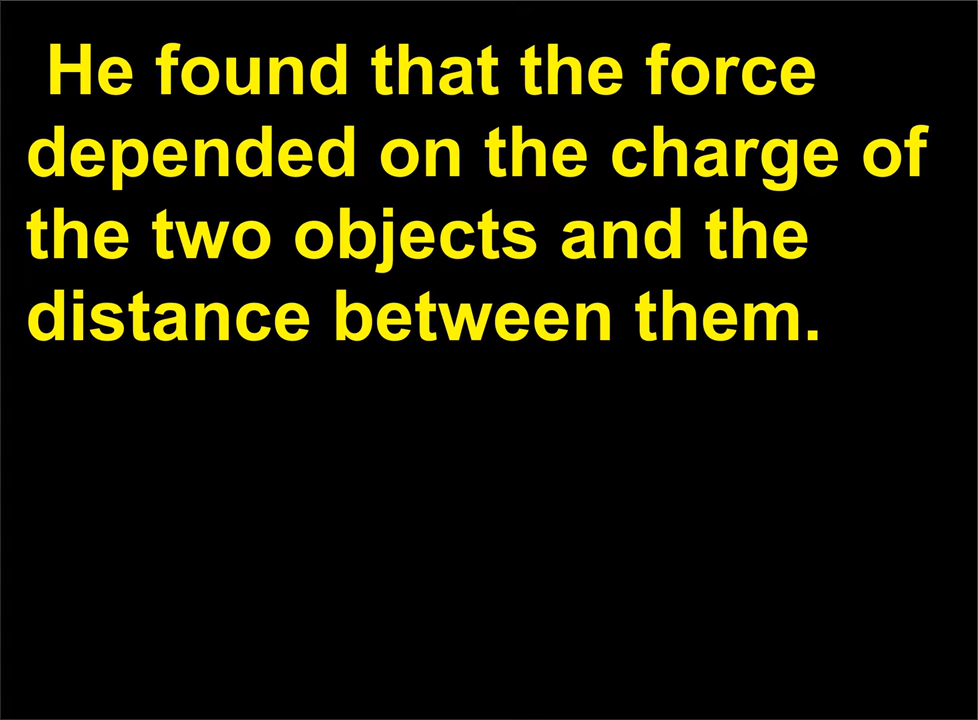 He found that the force
depended on the charge of
the two objects and the
distance between them.